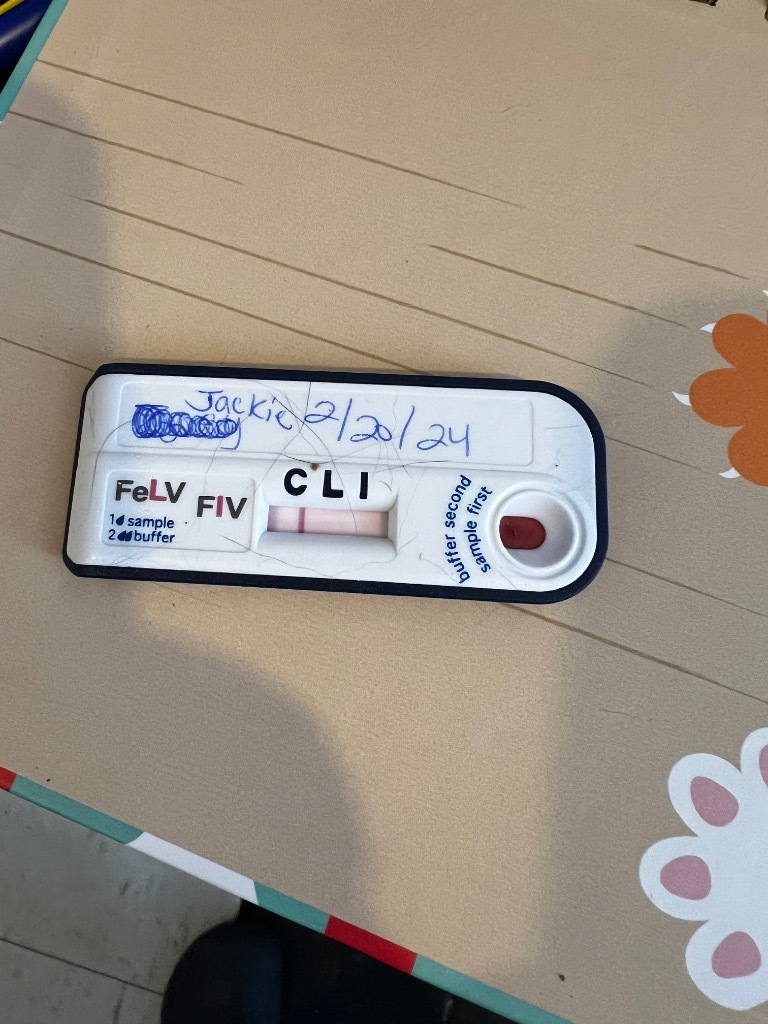 Jackie 2/20/24
C L I
FeLV FIV
1 sample
2 buffer
buffer second
sample first